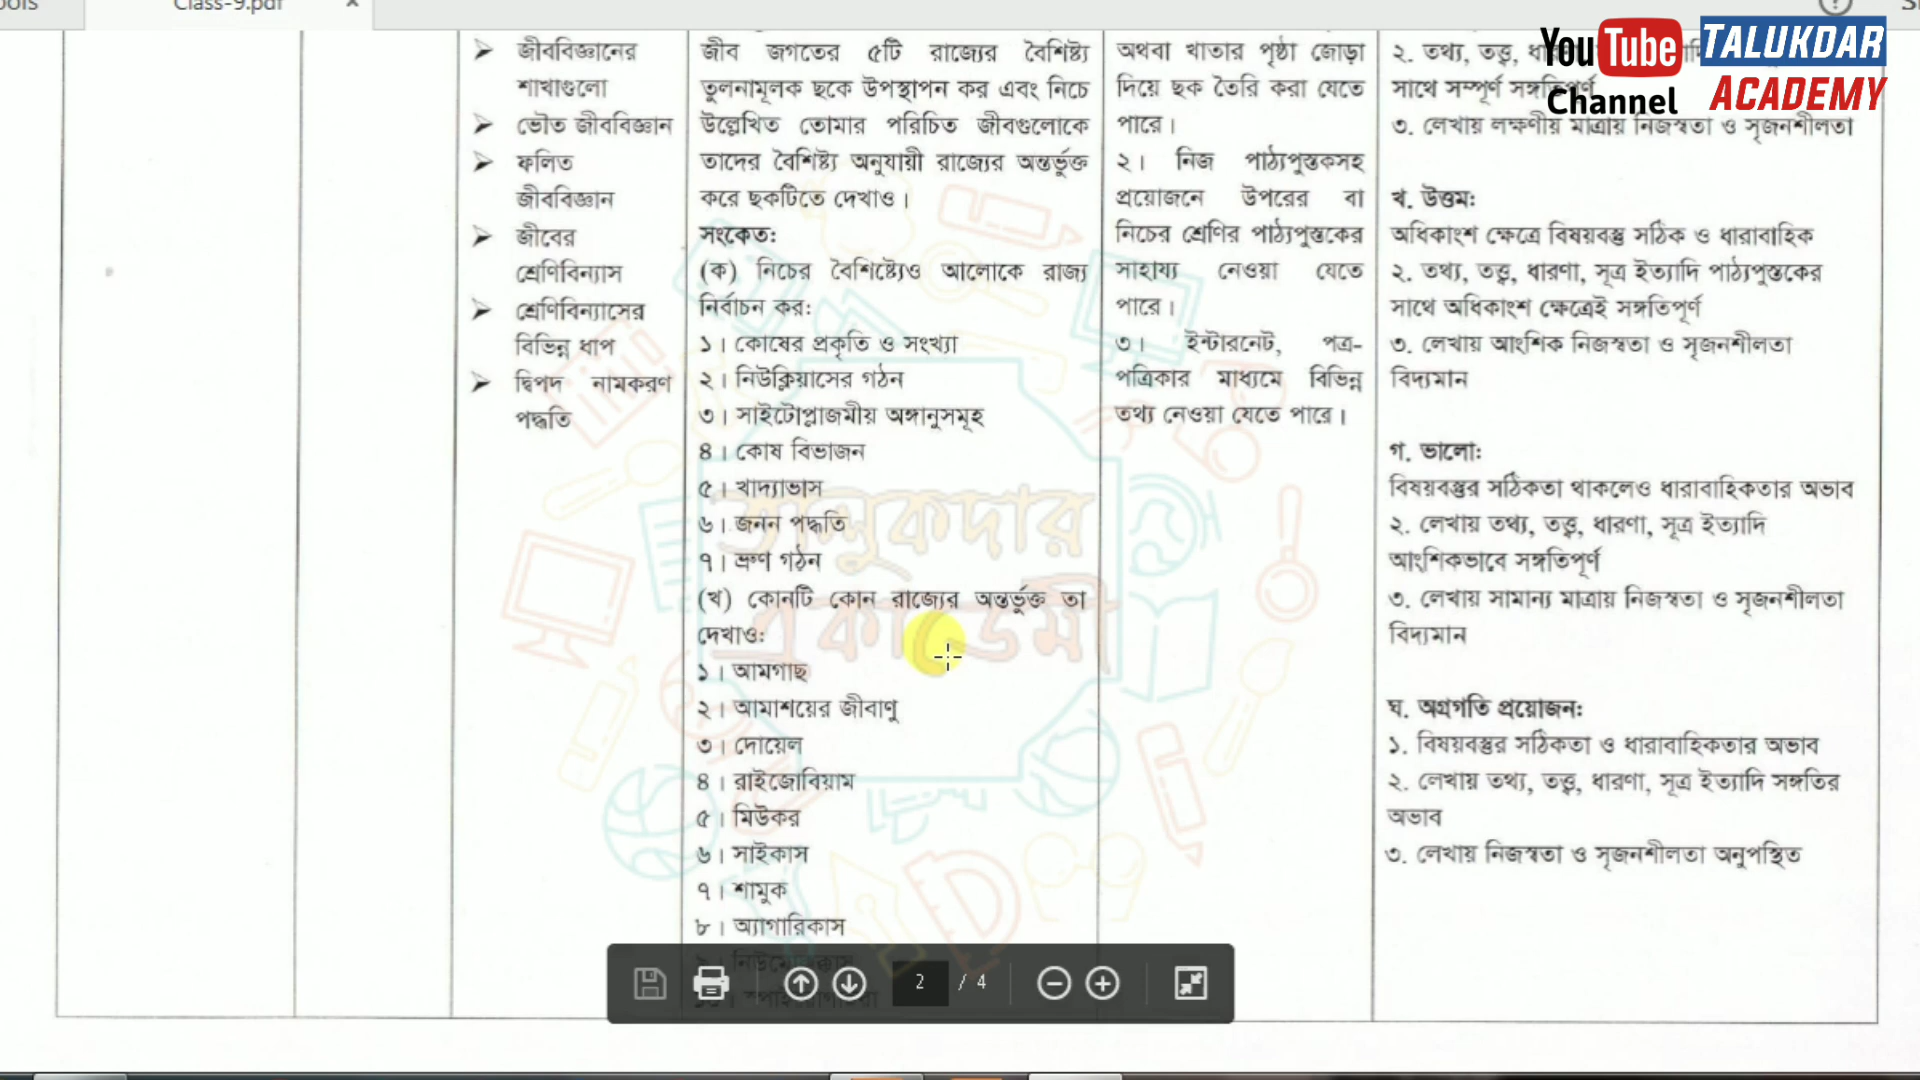 Class-9.pdf
YouTube
Channel
TALUKDAR
ACADEMY
জীববিজ্ঞানের
শাখাগুলো
ভৌত জীববিজ্ঞান
ফলিত
জীববিজ্ঞান
জীবের
শ্রেণিবিন্যাস
শ্রেণিবিন্যাসের
বিভিন্ন ধাপ
দ্বিপদ নামকরণ
পদ্ধতি
জীব জগতের ৫টি রাজ্যের বৈশিষ্ট্য
তুলনামূলক ছকে উপস্থাপন কর এবং নিচে
উল্লেখিত তোমার পরিচিত জীবগুলোকে
তাদের বৈশিষ্ট্য অনুযায়ী রাজ্যের অন্তর্ভুক্ত
করে ছকটিতে দেখাও।
সংকেত:
(ক) নিচের বৈশিষ্ট্যেও আলোকে রাজ্য
নির্বাচন কর:
১। কোষের প্রকৃতি ও সংখ্যা
২। নিউক্লিয়াসের গঠন
৩। সাইটোপ্লাজমীয় অঙ্গানুসমূহ
৪। কোষ বিভাজন
৫। খাদ্যাভাস
৬। জনন পদ্ধতি
৭। ভ্রুণ গঠন
(খ) কোনটি কোন রাজ্যের অন্তর্ভুক্ত তা
দেখাও:
১। আমগাছ
২। আমাশয়ের জীবাণু
৩। দোয়েল
৪। রাইজোবিয়াম
৫। মিউকর
৬। সাইকাস
৭। শামুক
৮। অ্যাগারিকাস
অথবা খাতার পৃষ্ঠা জোড়া
দিয়ে ছক তৈরি করা যেতে
পারে।
২। নিজ পাঠ্যপুস্তকসহ
প্রয়োজনে উপরের বা
নিচের শ্রেণির পাঠ্যপুস্তকের
সাহায্য নেওয়া যেতে
পারে।
৩। ইন্টারনেট, পত্র-
পত্রিকার মাধ্যমে বিভিন্ন
তথ্য নেওয়া যেতে পারে।
২. তথ্য, তত্ত্ব,
সাথে সম্পূর্ণ সঙ্গতিপূর্ণ
৩. লেখায় লক্ষণীয় মাত্রায় নিজস্বতা ও সৃজনশীলতা
খ. উত্তম:
অধিকাংশ ক্ষেত্রে বিষয়বস্তু সঠিক ও ধারাবাহিক
২. তথ্য, তত্ত্ব, ধারণা, সূত্র ইত্যাদি পাঠ্যপুস্তকের
সাথে অধিকাংশ ক্ষেত্রেই সঙ্গতিপূর্ণ
৩. লেখায় আংশিক নিজস্বতা ও সৃজনশীলতা
বিদ্যমান
গ. ভালো:
বিষয়বস্তুর সঠিকতা থাকলেও ধারাবাহিকতার অভাব
২. লেখায় তথ্য, তত্ত্ব, ধারণা, সূত্র ইত্যাদি
আংশিকভাবে সঙ্গতিপূর্ণ
৩. লেখায় সামান্য মাত্রায় নিজস্বতা ও সৃজনশীলতা
বিদ্যমান
ঘ. অগ্রগতি প্রয়োজন:
১. বিষয়বস্তুর সঠিকতা ও ধারাবাহিকতার অভাব
২. লেখায় তথ্য, তত্ত্ব, ধারণা, সূত্র ইত্যাদি সঙ্গতির
অভাব
৩. লেখায় নিজস্বতা ও সৃজনশীলতা অনুপস্থিত
তালুকদার
একাডেমী
2 / 4